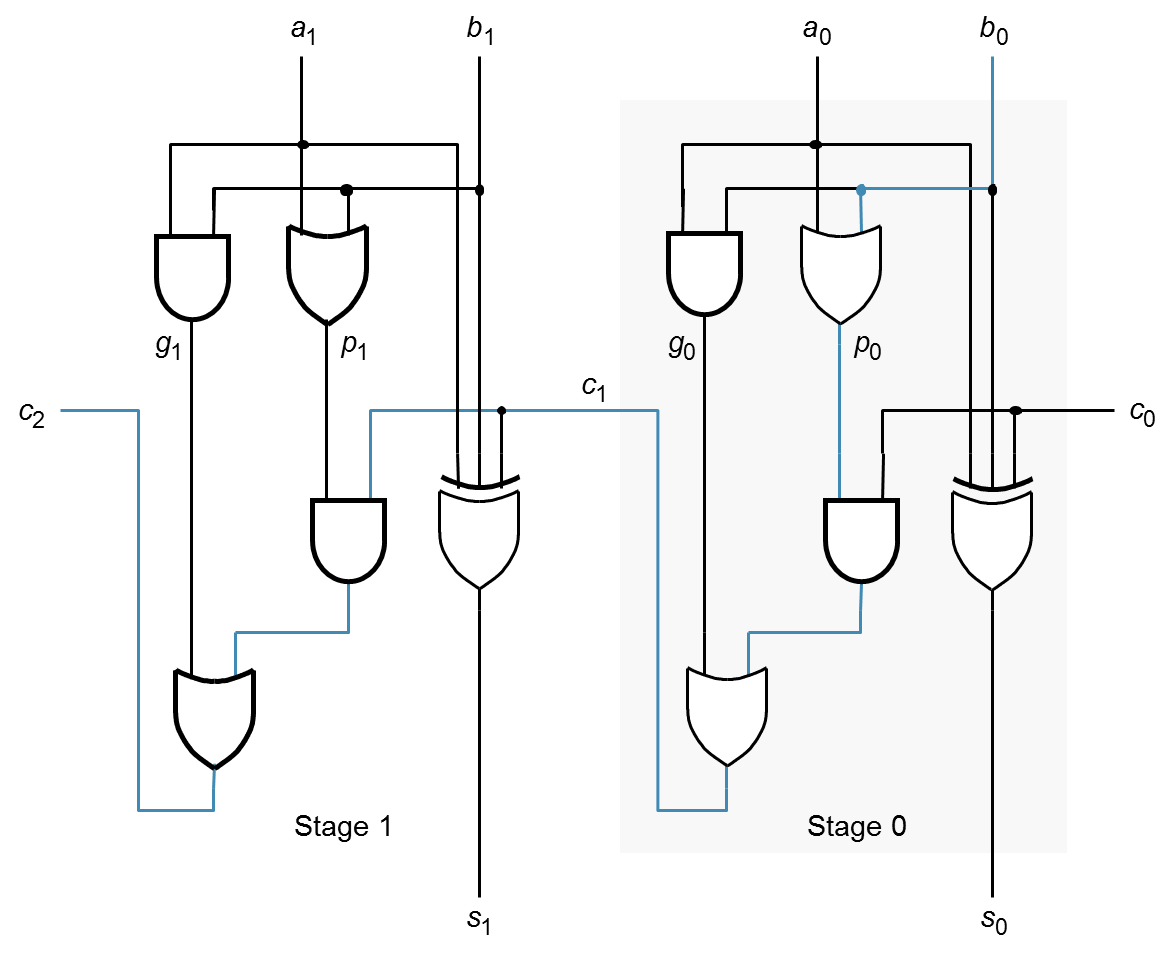 a₁ b₁ a₀ b₀
g₁ p₁ g₀ p₀
c₂ c₁ c₀
Stage 1 Stage 0
s₁ s₀